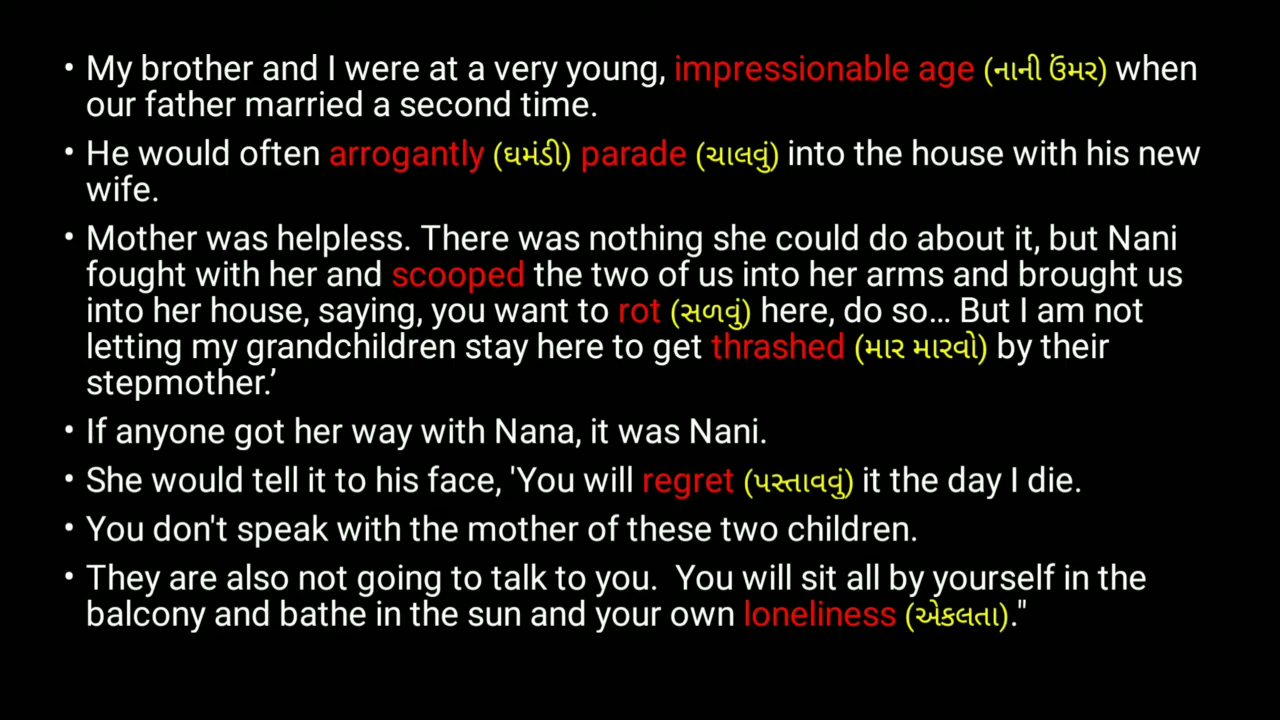 • My brother and I were at a very young, impressionable age (નાની ઉંમર) when
our father married a second time.
• He would often arrogantly (ઘમંડી) parade (ચાલવું) into the house with his new
wife.
• Mother was helpless. There was nothing she could do about it, but Nani
fought with her and scooped the two of us into her arms and brought us
into her house, saying, you want to rot (સળવું) here, do so... But I am not
letting my grandchildren stay here to get thrashed (માર મારવો) by their
stepmother.’
• If anyone got her way with Nana, it was Nani.
• She would tell it to his face, 'You will regret (પસ્તાવવું) it the day I die.
• You don't speak with the mother of these two children.
• They are also not going to talk to you.  You will sit all by yourself in the
balcony and bathe in the sun and your own loneliness (એકલતા)."